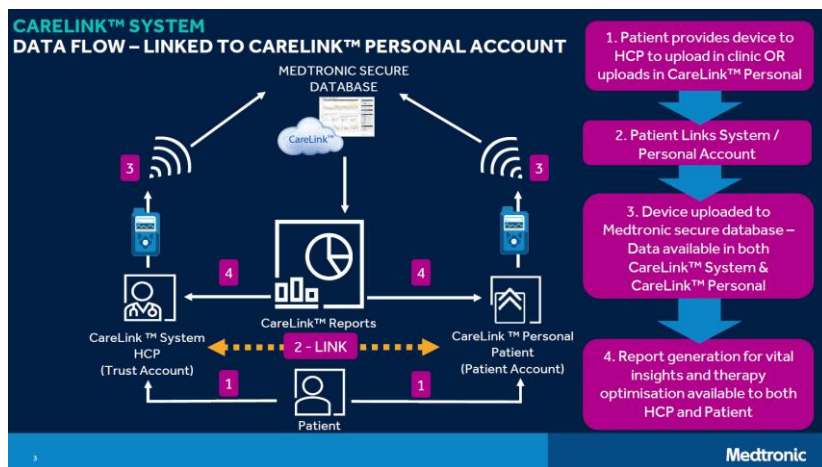 CARELINK™ SYSTEM
DATA FLOW – LINKED TO CARELINK™ PERSONAL ACCOUNT
MEDTRONIC SECURE
DATABASE
CareLink™
3
3
4
4
CareLink™ Reports
CareLink ™ System
HCP
(Trust Account)
2 - LINK
CareLink ™ Personal
Patient
(Patient Account)
1
1
Patient
1. Patient provides device to
HCP to upload in clinic OR
uploads in CareLink™ Personal
2. Patient Links System /
Personal Account
3. Device uploaded to
Medtronic secure database –
Data available in both
CareLink™ System &
CareLink™ Personal
4. Report generation for vital
insights and therapy
optimisation available to both
HCP and Patient
3
Medtronic